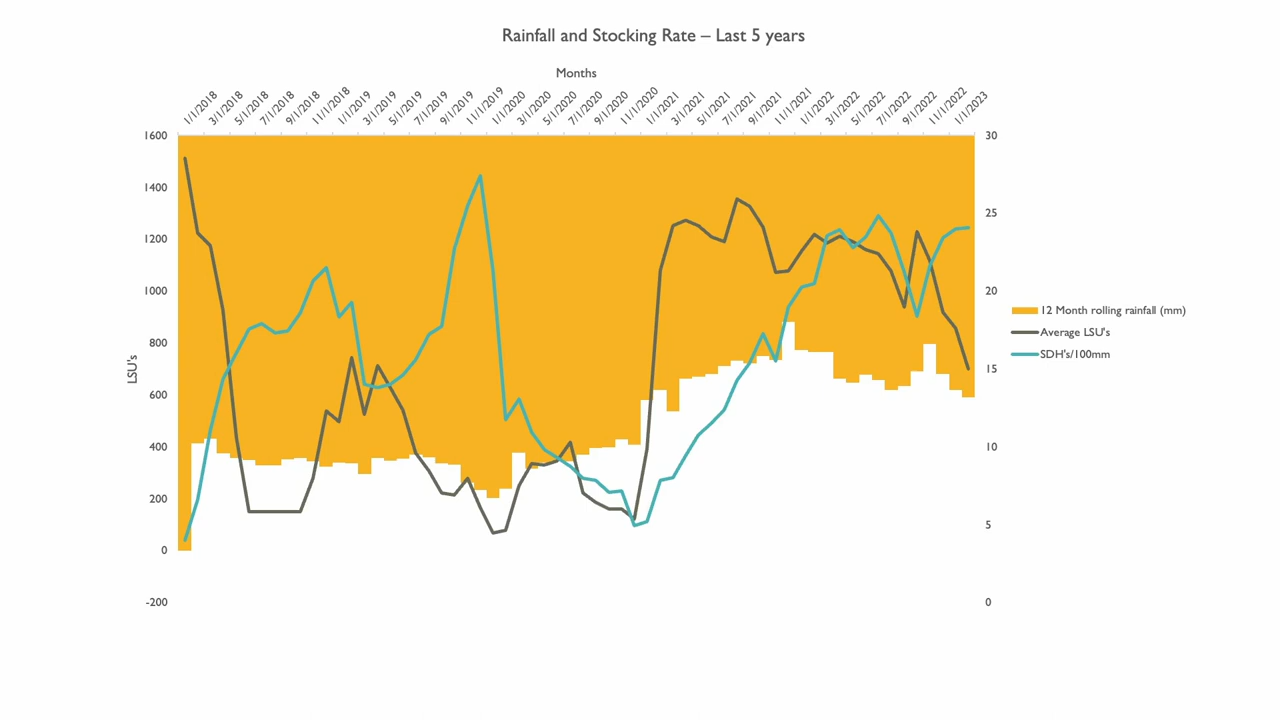 Rainfall and Stocking Rate – Last 5 years
Months
1/1/2018 3/1/2018 5/1/2018 7/1/2018 9/1/2018 11/1/2018 1/1/2019 3/1/2019 5/1/2019 7/1/2019 9/1/2019 11/1/2019 1/1/2020 3/1/2020 5/1/2020 7/1/2020 9/1/2020 11/1/2020 1/1/2021 3/1/2021 5/1/2021 7/1/2021 9/1/2021 11/1/2021 1/1/2022 3/1/2022 5/1/2022 7/1/2022 9/1/2022 11/1/2022 1/1/2023
1600 30
1400
25
1200
1000 20
12 Month rolling rainfall (mm)
Average LSU's
800
SDH's/100mm
LSU's
15
600
400 10
200
5
0
-200 0